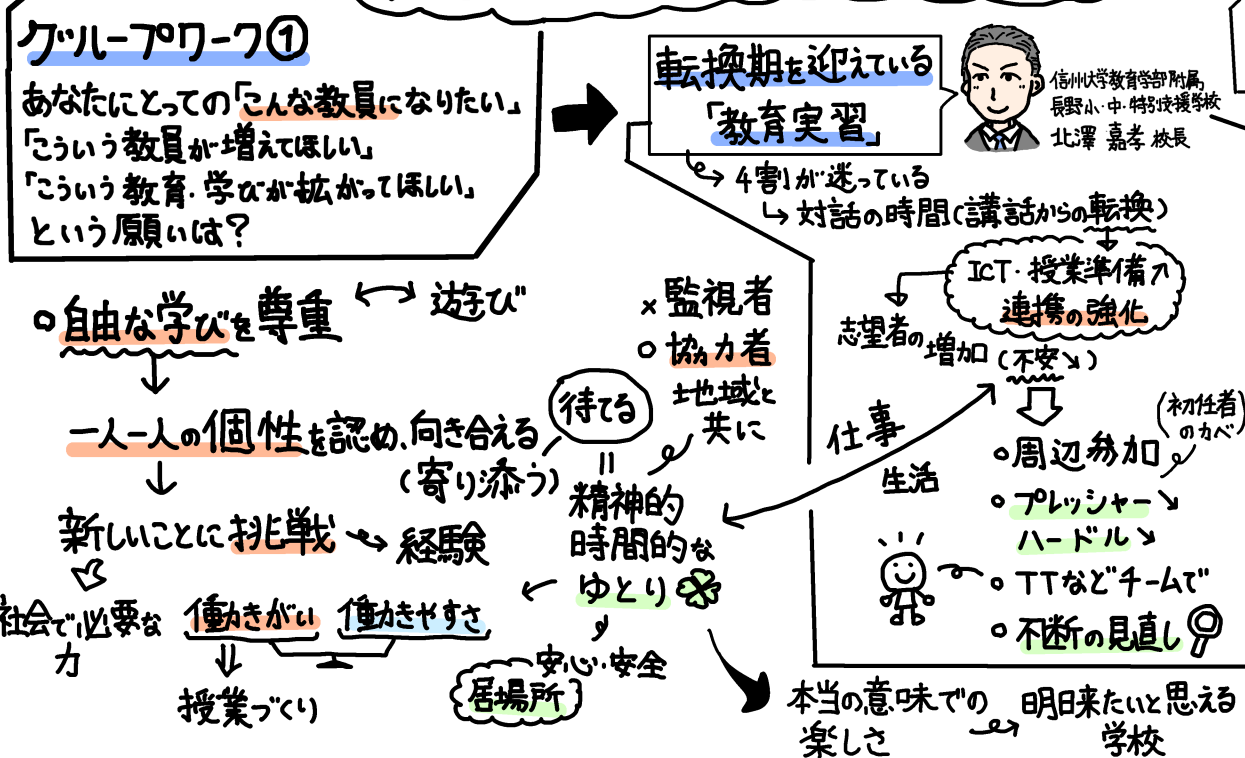 グループワーク①
あなたにとっての「こんな教員になりたい」
「こういう教員が増えてほしい」
「こういう教育・学びが拡がってほしい」
という願いは?
転換期を迎えている
「教育実習」
信州大学教育学部附属
長野小・中・特別支援学校
北澤 嘉孝 校長
4割が迷っている
対話の時間(講話からの転換)
ICT・授業準備↗
連携の強化
志望者の
増加(不安↘)
(初任者
のカベ)
○周辺参加
○プレッシャー↘
ハードル↘
○TTなどチームで
○不断の見直し
○自由な学びを尊重
遊び
一人一人の個性を認め、向き合える
(寄り添う)
新しいことに挑戦
経験
社会で必要な
力
働きがい
働きやすさ
授業づくり
×監視者
○協力者
地域と
共に
待てる
=
精神的
時間的な
ゆとり
安心・安全
居場所
仕事
生活
本当の意味での
楽しさ
明日来たいと思える
学校